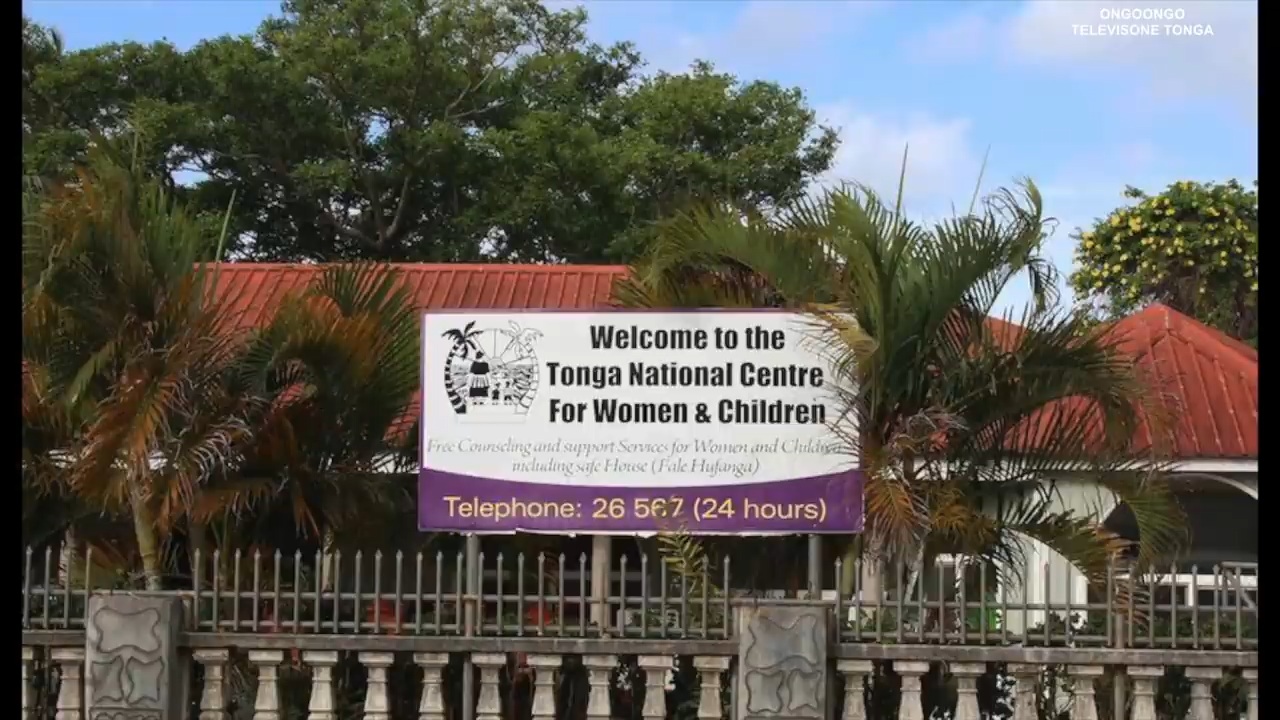 ONGOONGO
TELEVISONE TONGA
Welcome to the
Tonga National Centre
For Women & Children
Free Counseling and support Services for Women and Children
including safe House (Fale Hufanga)
Telephone: 26 567 (24 hours)